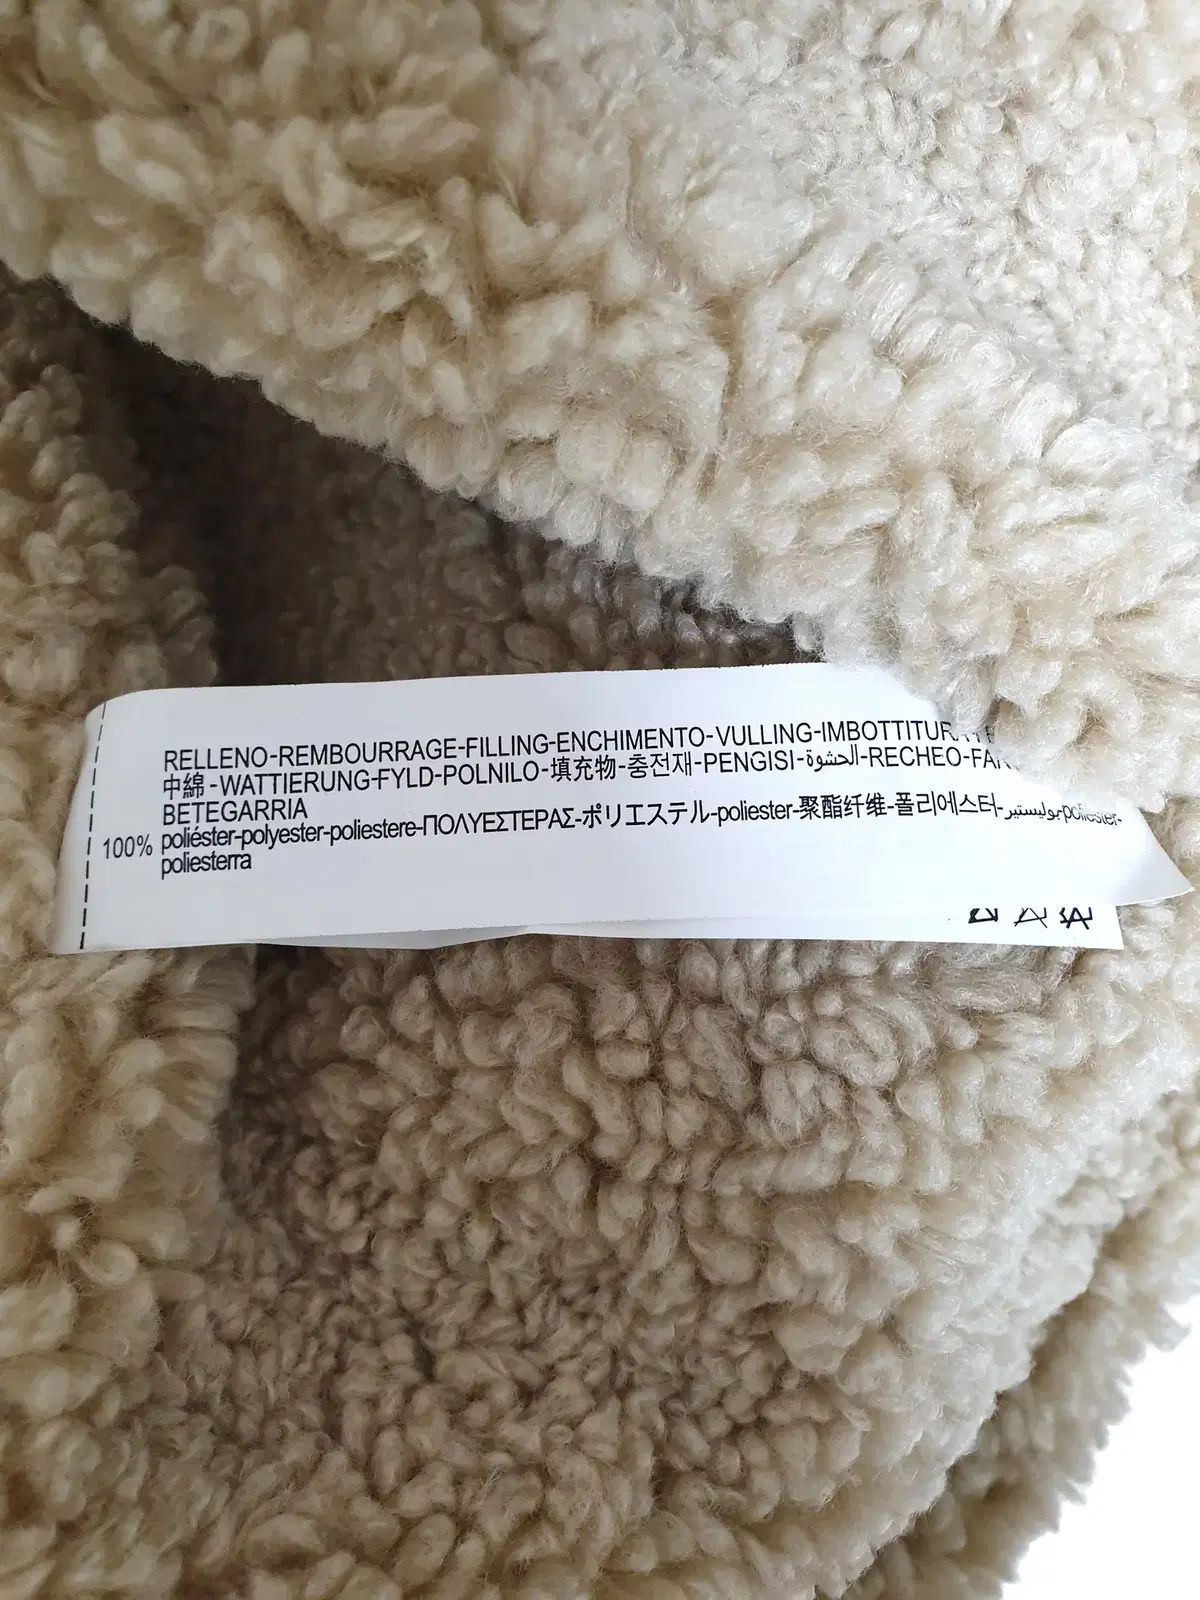 RELLENO-REMBOURRAGE-FILLING-ENCHIMENTO-VULLING-IMBOTTITURA
中綿-WATTIERUNG-FYLD-POLNILO-填充物-충전재-PENGISI-الحشوة-RECHEO-
BETEGARRIA
100% poliéster-polyester-poliestere-ΠΟΛΥΕΣΤΕΡΑΣ-ポリエステル-poliester-聚酯纤维-폴리에스터-بوليستير-poliester-
poliesterra